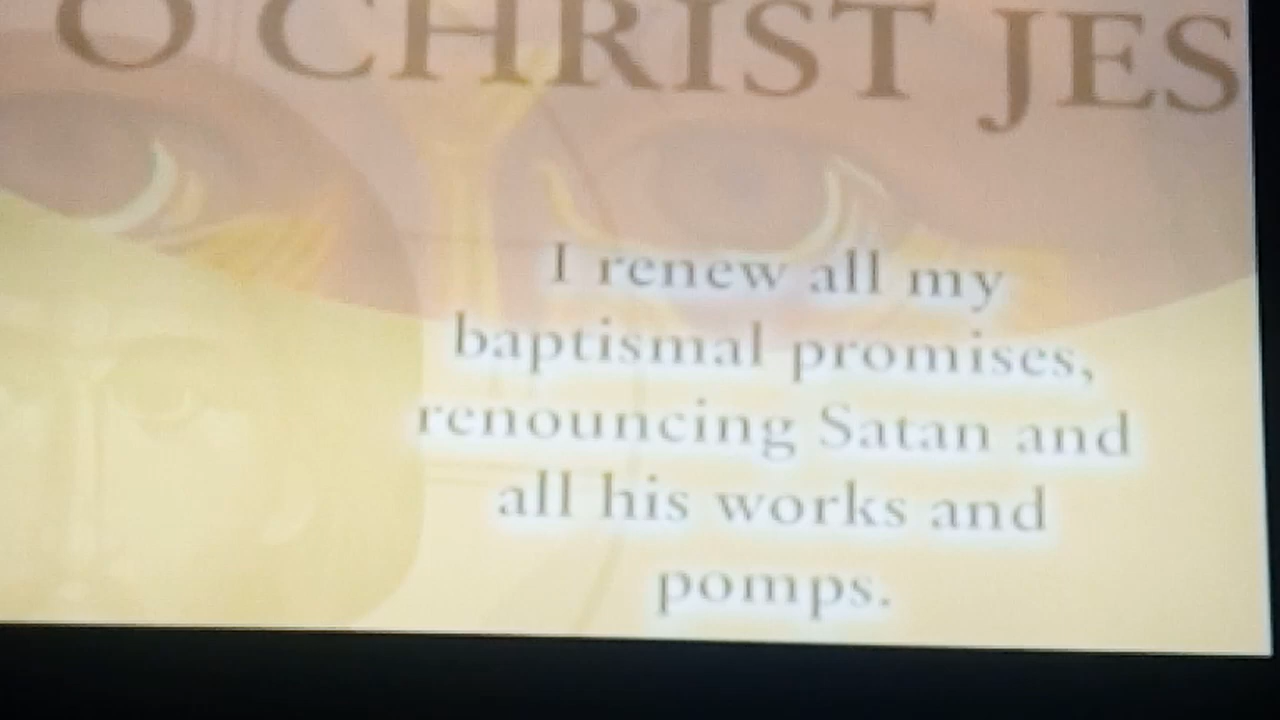 O CHRIST JES
I renew all my
baptismal promises,
renouncing Satan and
all his works and
pomps.